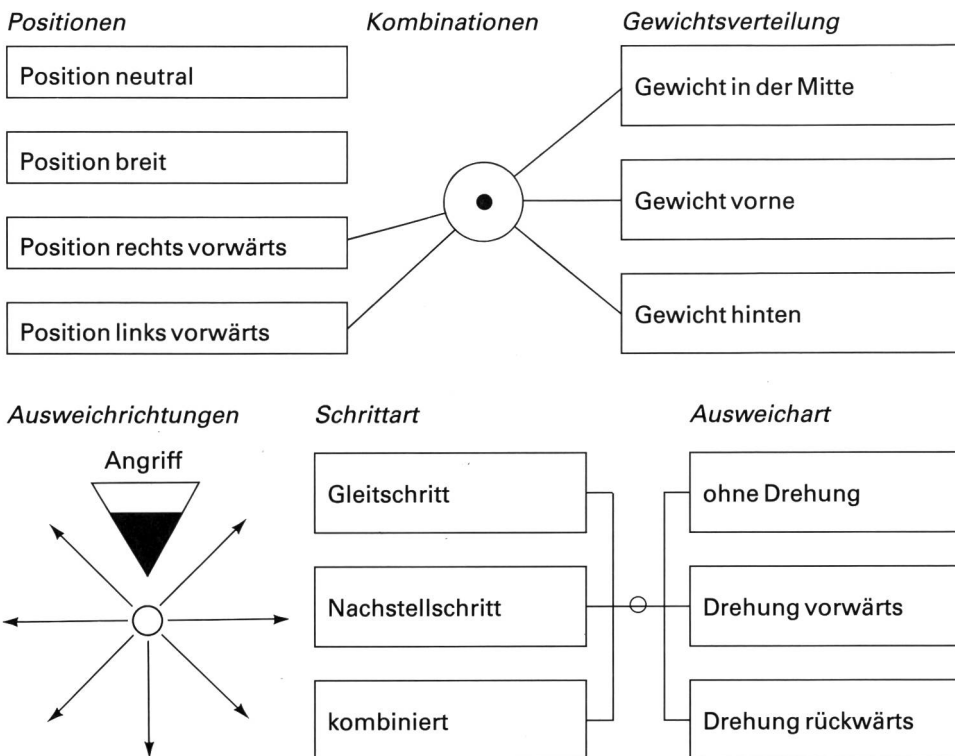 Positionen
Kombinationen
Gewichtsverteilung
Position neutral
Position breit
Position rechts vorwärts
Position links vorwärts
Gewicht in der Mitte
Gewicht vorne
Gewicht hinten
Ausweichrichtungen
Schrittart
Ausweichart
Angriff
Gleitschritt
Nachstellschritt
kombiniert
ohne Drehung
Drehung vorwärts
Drehung rückwärts